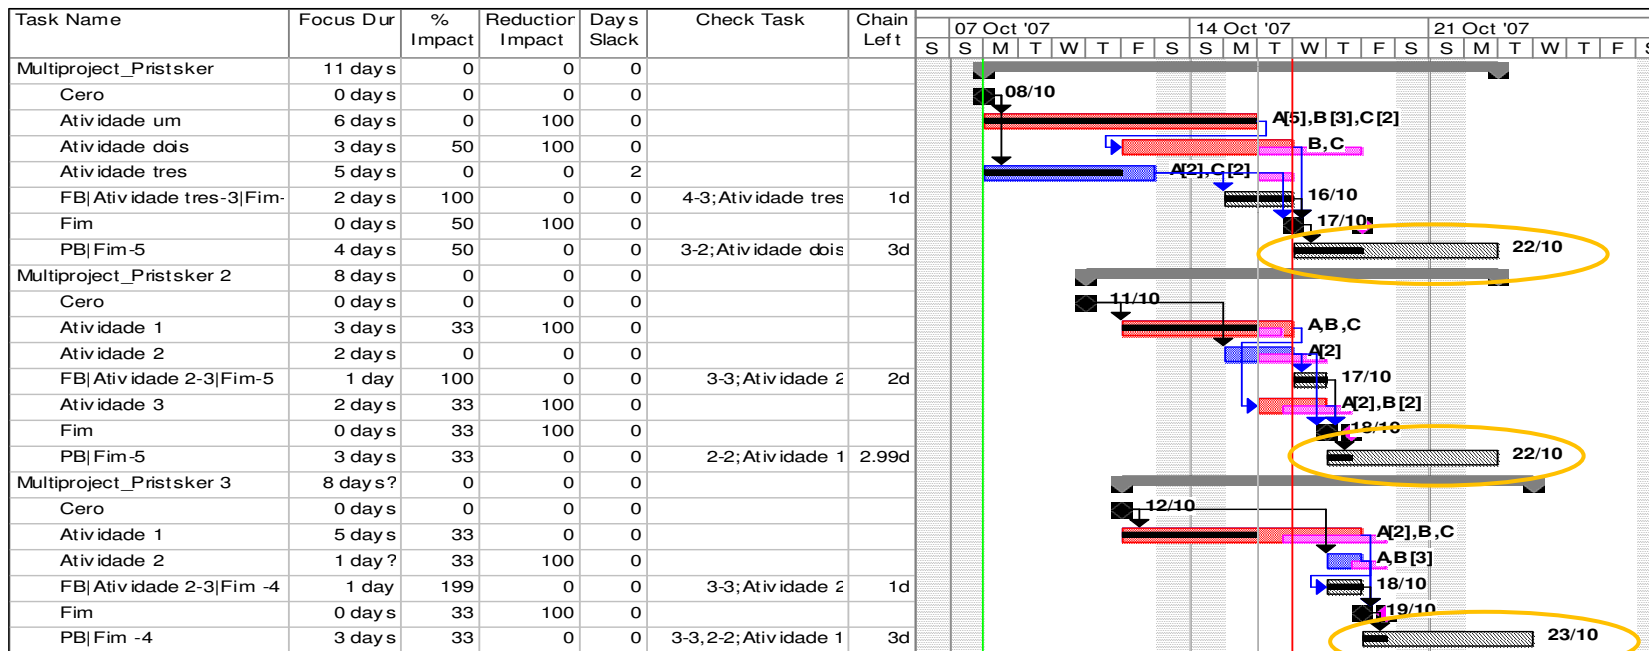 Task Name Focus Dur % Impact Reduction Impact Days Slack Check Task Chain Left
07 Oct '07 14 Oct '07 21 Oct '07
S S M T W T F S S M T W T F S S M T W T F S
Multiproject_Pristsker 11 days 0 0 0
Cero 0 days 0 0 0 08/10
Atividade um 6 days 0 100 0 A[5],B[3],C[2]
Atividade dois 3 days 50 100 0 B,C
Atividade tres 5 days 0 0 2 A[2],C[2]
FB|Atividade tres-3|Fim- 2 days 100 0 0 4-3;Atividade tres 1d 16/10
Fim 0 days 50 100 0 17/10
PB|Fim-5 4 days 50 0 0 3-2;Atividade dois 3d 22/10
Multiproject_Pristsker 2 8 days 0 0 0
Cero 0 days 0 0 0 11/10
Atividade 1 3 days 33 100 0 A,B,C
Atividade 2 2 days 0 100 0 A[2]
FB|Atividade 2-3|Fim-5 1 day 100 0 0 3-3;Atividade 2 2d 17/10
Atividade 3 2 days 33 100 0 A[2],B[2]
Fim 0 days 33 100 0 18/10
PB|Fim-5 3 days 33 0 0 2-2;Atividade 1 2.99d 22/10
Multiproject_Pristsker 3 8 days? 0 0 0
Cero 0 days 0 0 0 12/10
Atividade 1 5 days 33 0 0 A[2],B,C
Atividade 2 1 day? 33 100 0 A,B[3]
FB|Atividade 2-3|Fim -4 1 day 199 0 0 3-3;Atividade 2 1d 18/10
Fim 0 days 33 100 0 19/10
PB|Fim -4 3 days 33 0 0 3-3,2-2;Atividade 1 3d 23/10